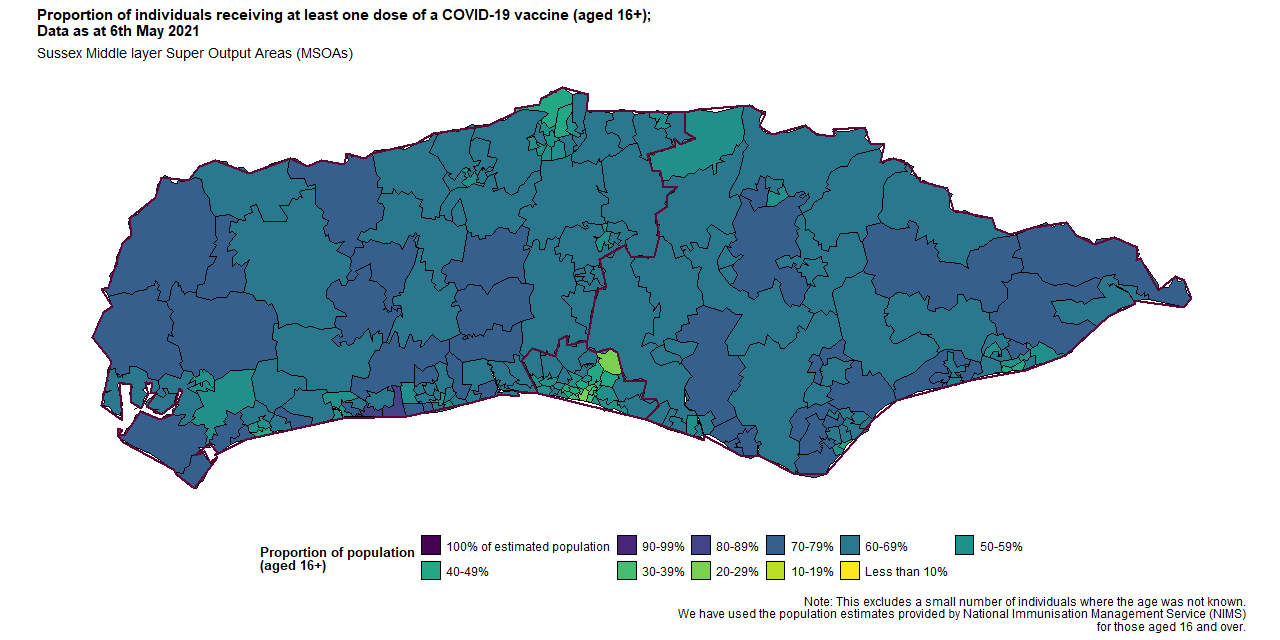 Proportion of individuals receiving at least one dose of a COVID-19 vaccine (aged 16+);
Data as at 6th May 2021
Sussex Middle layer Super Output Areas (MSOAs)
Proportion of population
(aged 16+)
100% of estimated population
90-99%
80-89%
70-79%
60-69%
50-59%
40-49%
30-39%
20-29%
10-19%
Less than 10%
Note: This excludes a small number of individuals where the age was not known.
We have used the population estimates provided by National Immunisation Management Service (NIMS)
for those aged 16 and over.